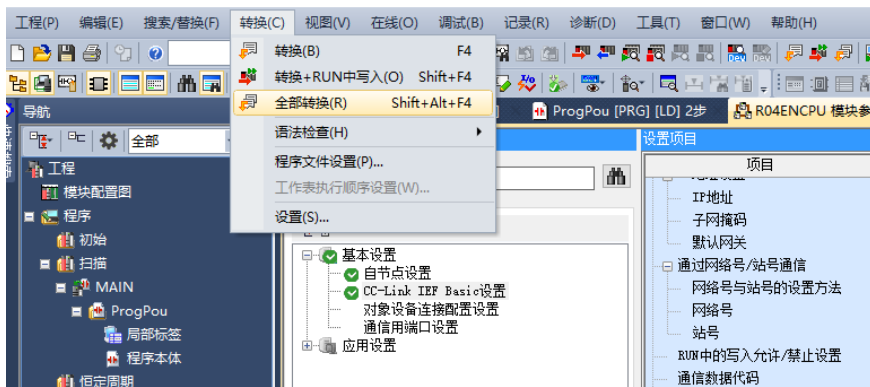 工程(P) 编辑(E) 搜索/替换(F) 转换(C) 视图(V) 在线(O) 调试(B) 记录(R) 诊断(D) 工具(T) 窗口(W) 帮助(H)
转换(B) F4
转换+RUN中写入(O) Shift+F4
全部转换(R) Shift+Alt+F4
语法检查(H)
程序文件设置(P)...
工作表执行顺序设置(W)...
设置(S)...
ProgPou [PRG] [LD] 2步
R04ENCPU 模块参
导航
全部
工程
模块配置图
程序
初始
扫描
MAIN
ProgPou
局部标签
程序本体
恒定周期
基本设置
自节点设置
CC-Link IEF Basic设置
对象设备连接配置设置
通信用端口设置
应用设置
设置项目
项目
IP地址
子网掩码
默认网关
通过网络号/站号通信
网络号与站号的设置方法
网络号
站号
RUN中的写入允许/禁止设置
通信数据代码